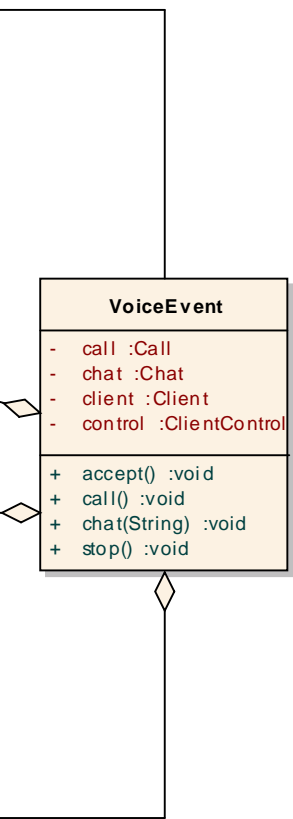 VoiceEvent
- call :Call
- chat :Chat
- client :Client
- control :ClientControl
+ accept() :void
+ call() :void
+ chat(String) :void
+ stop() :void